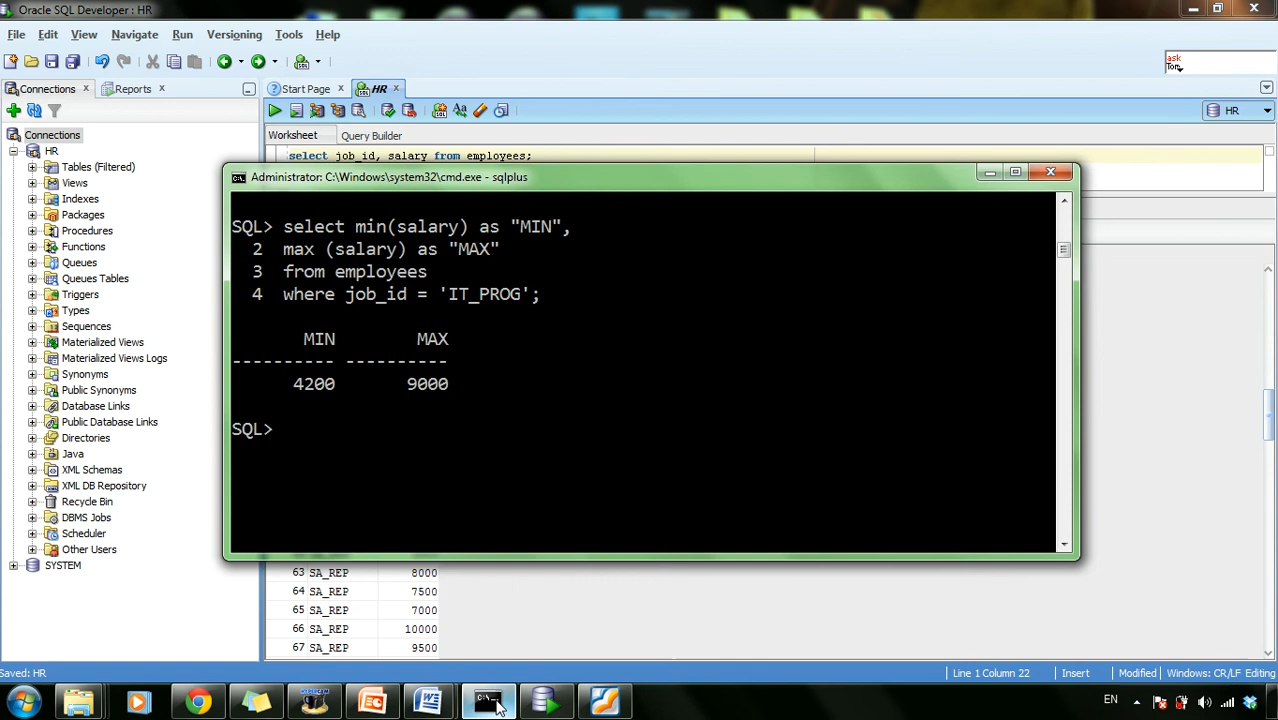 Oracle SQL Developer : HR
File Edit View Navigate Run Versioning Tools Help
ask
Tom
Connections
Reports
Start Page
HR
HR
Worksheet
Query Builder
select job_id, salary from employees;
Connections
HR
Tables (Filtered)
Views
Indexes
Packages
Procedures
Functions
Queues
Queues Tables
Triggers
Types
Sequences
Materialized Views
Materialized Views Logs
Synonyms
Public Synonyms
Database Links
Public Database Links
Directories
Java
XML Schemas
XML DB Repository
Recycle Bin
DBMS Jobs
Scheduler
Other Users
SYSTEM
Administrator: C:\Windows\system32\cmd.exe - sqlplus
SQL> select min(salary) as "MIN",
2 max (salary) as "MAX"
3 from employees
4 where job_id = 'IT_PROG';
MIN MAX
---------- ----------
4200 9000
SQL>
63 SA_REP 8000
64 SA_REP 7500
65 SA_REP 7000
66 SA_REP 10000
67 SA_REP 9500
Saved: HR
Line 1 Column 22
Insert
Modified
Windows: CR/LF Editing
EN